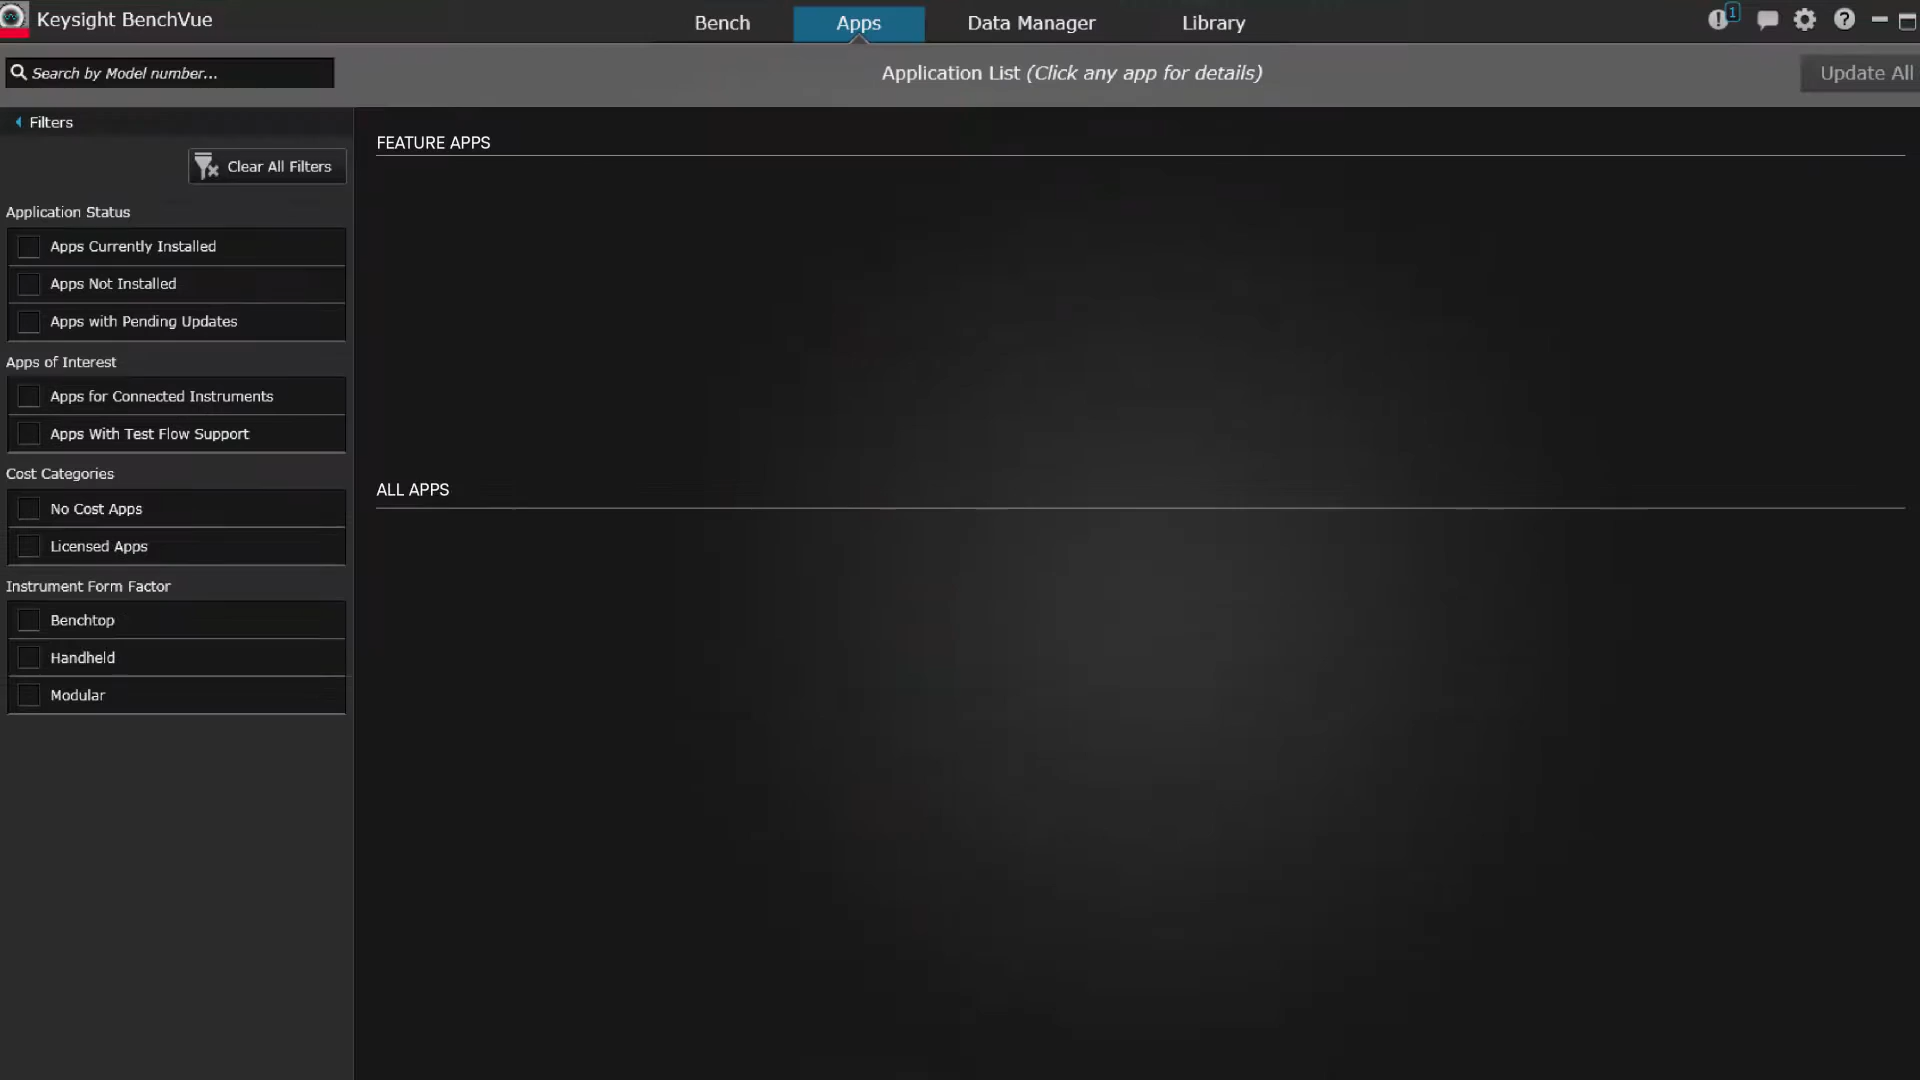 Keysight BenchVue
Bench
Apps
Data Manager
Library
1
Search by Model number...
Application List (Click any app for details)
Update All
Filters
Clear All Filters
Application Status
Apps Currently Installed
Apps Not Installed
Apps with Pending Updates
Apps of Interest
Apps for Connected Instruments
Apps With Test Flow Support
Cost Categories
No Cost Apps
Licensed Apps
Instrument Form Factor
Benchtop
Handheld
Modular
FEATURE APPS
ALL APPS